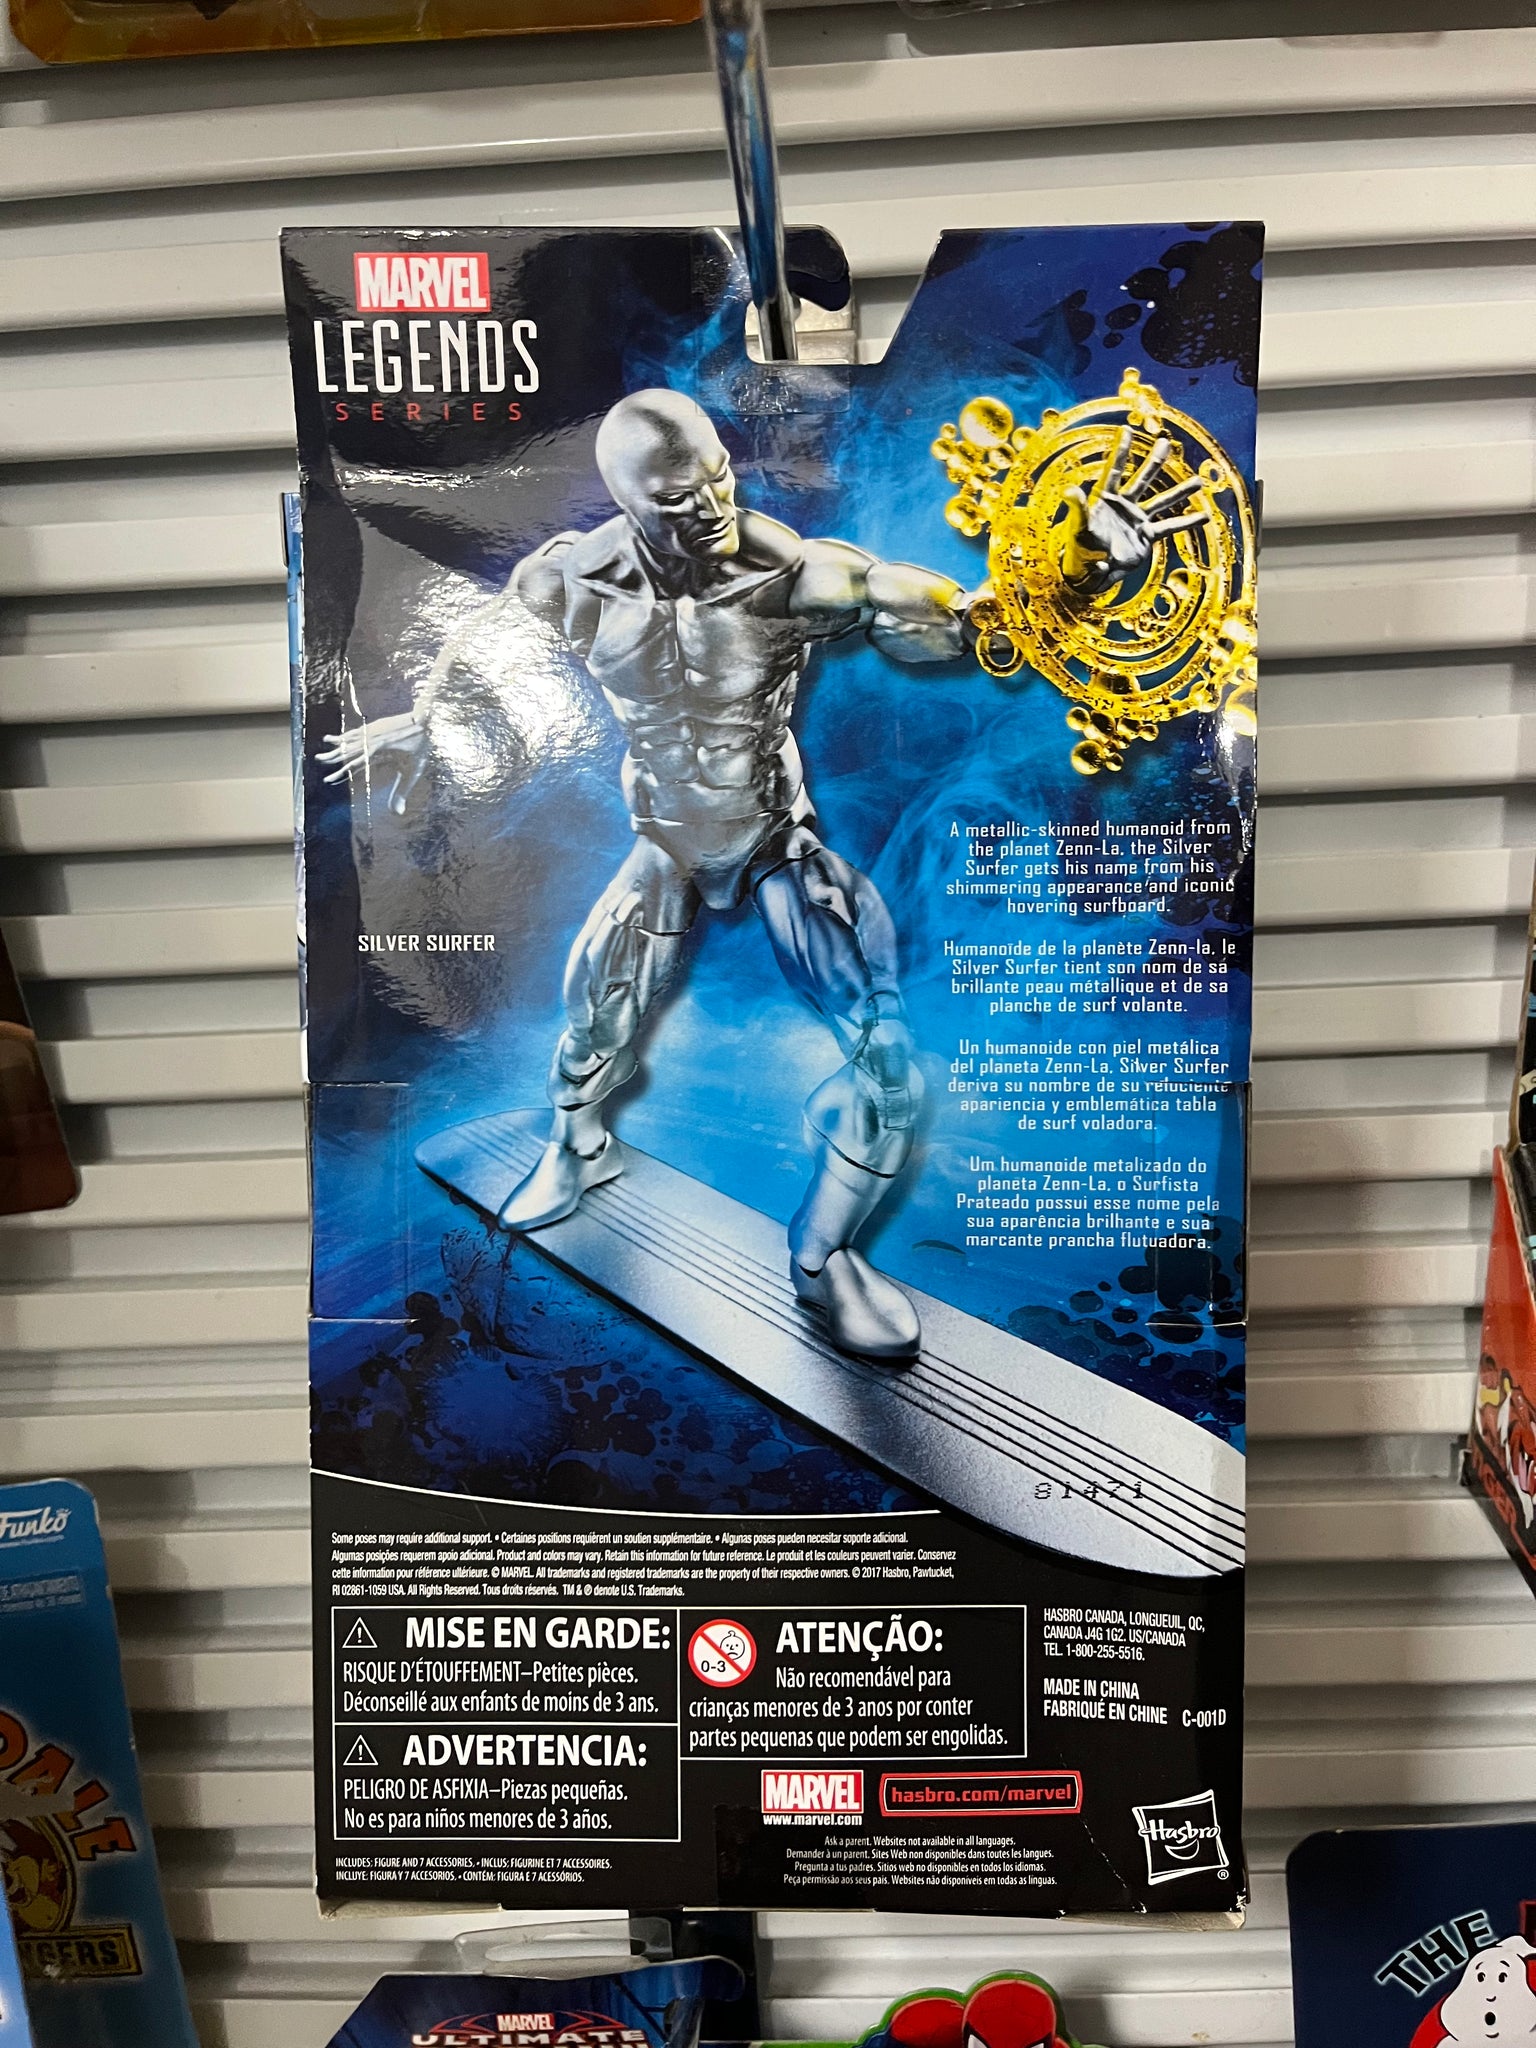 MARVEL
LEGENDS
SERIES
SILVER SURFER
A metallic-skinned humanoid from
the planet Zenn-La, the Silver
Surfer gets his name from his
shimmering appearance and iconic
hovering surfboard.
Humanoïde de la planète Zenn-la, le
Silver Surfer tient son nom de sa
brillante peau métallique et de sa
planche de surf volante.
Un humanoide con piel metálica
del planeta Zenn-La, Silver Surfer
deriva su nombre de su reluciente
apariencia y emblemática tabla
de surf voladora.
Um humanoide metalizado do
planeta Zenn-La, o Surfista
Prateado possui esse nome pela
sua aparência brilhante e sua
marcante prancha flutuadora.
81471
Some poses may require additional support. • Certaines positions requièrent un soutien supplémentaire. • Algunas poses pueden necesitar soporte adicional.
Algumas posições requerem apoio adicional. Product and colors may vary. Retain this information for future reference. Le produit et les couleurs peuvent varier. Conservez
cette information pour référence ultérieure. © MARVEL. All trademarks and registered trademarks are the property of their respective owners. © 2017 Hasbro, Pawtucket,
RI 02861-1059 USA. All Rights Reserved. Tous droits réservés. TM & ® denote U.S. Trademarks.
⚠ MISE EN GARDE:
RISQUE D'ÉTOUFFEMENT–Petites pièces.
Déconseillé aux enfants de moins de 3 ans.
⚠ ADVERTENCIA:
PELIGRO DE ASFIXIA–Piezas pequeñas.
No es para niños menores de 3 años.
0-3
ATENÇÃO:
Não recomendável para
crianças menores de 3 anos por conter
partes pequenas que podem ser engolidas.
HASBRO CANADA, LONGUEUIL, QC,
CANADA J4G 1G2. US/CANADA
TEL. 1-800-255-5516.
MADE IN CHINA
FABRIQUÉ EN CHINE C-001D
MARVEL
www.marvel.com
hasbro.com/marvel
Hasbro
®
Ask a parent. Websites not available in all languages.
Demander à un parent. Sites Web non disponibles dans toutes les langues.
Pregunta a tus padres. Sitios web no disponibles en todos los idiomas.
Peça permissão aos seus pais. Websites não disponíveis em todas as línguas.
INCLUDES: FIGURE AND 7 ACCESSORIES. • INCLUS: FIGURINE ET 7 ACCESSOIRES.
INCLUYE: FIGURA Y 7 ACCESORIOS. • CONTÉM: FIGURA E 7 ACESSÓRIOS.
Funko
MARVEL
ULTIMATE
THE